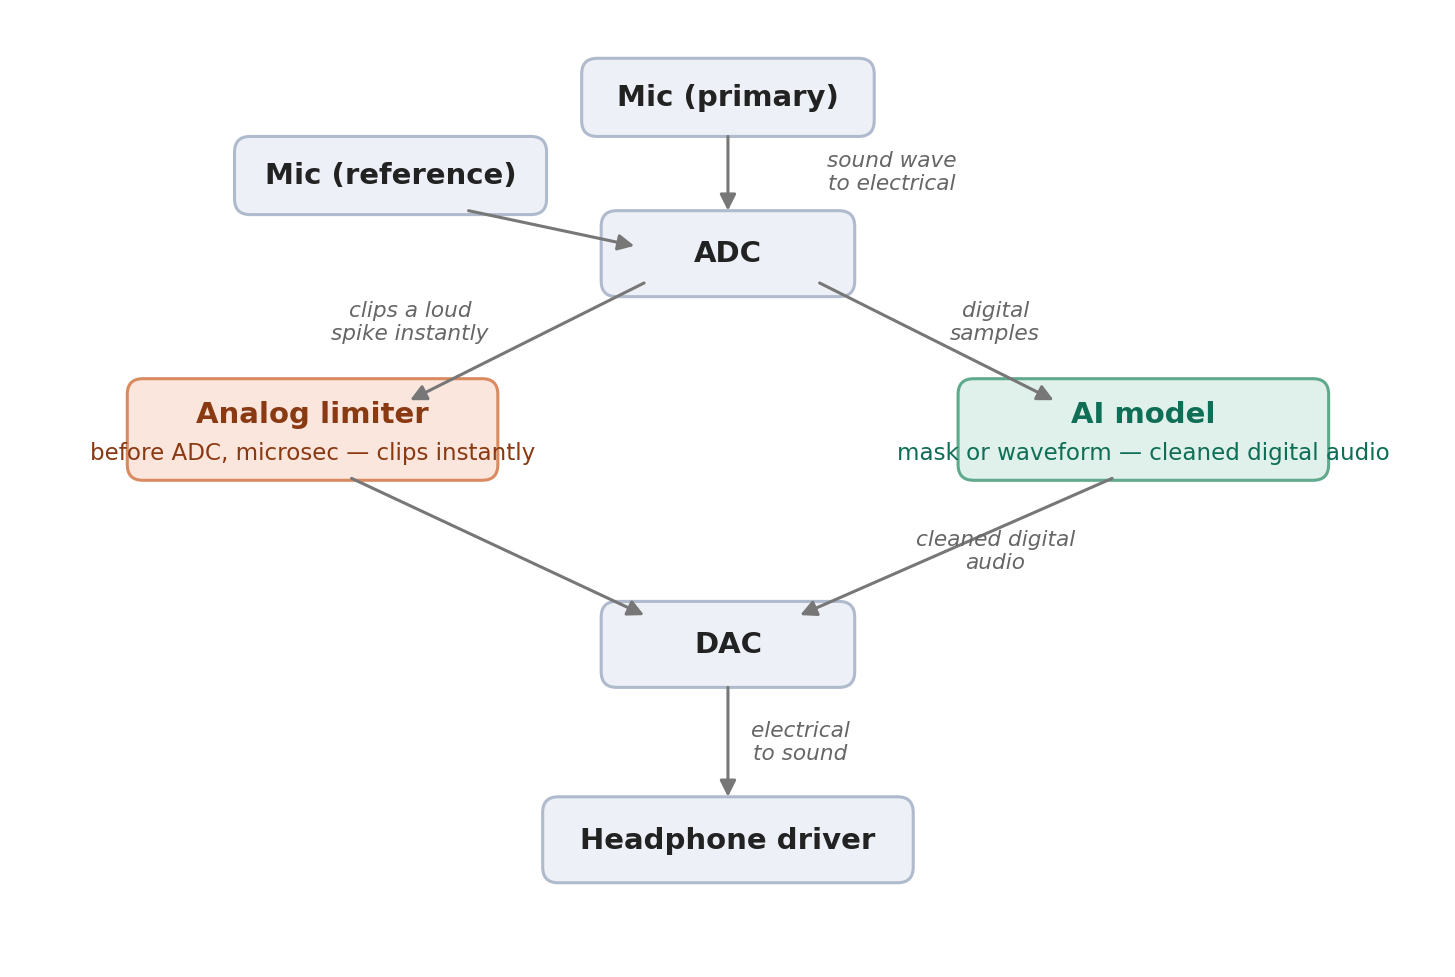 Mic (primary)
Mic (reference)
sound wave
to electrical
ADC
clips a loud
spike instantly
digital
samples
Analog limiter
before ADC, microsec — clips instantly
AI model
mask or waveform — cleaned digital audio
cleaned digital
audio
DAC
electrical
to sound
Headphone driver